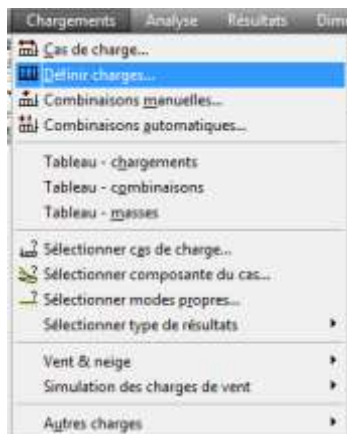 Chargements Analyse Résultats Dim
Cas de charge...
Définir charges...
Combinaisons manuelles...
Combinaisons automatiques...
Tableau - chargements
Tableau - combinaisons
Tableau - masses
Sélectionner cas de charge...
Sélectionner composante du cas...
Sélectionner modes propres...
Sélectionner type de résultats
Vent & neige
Simulation des charges de vent
Autres charges